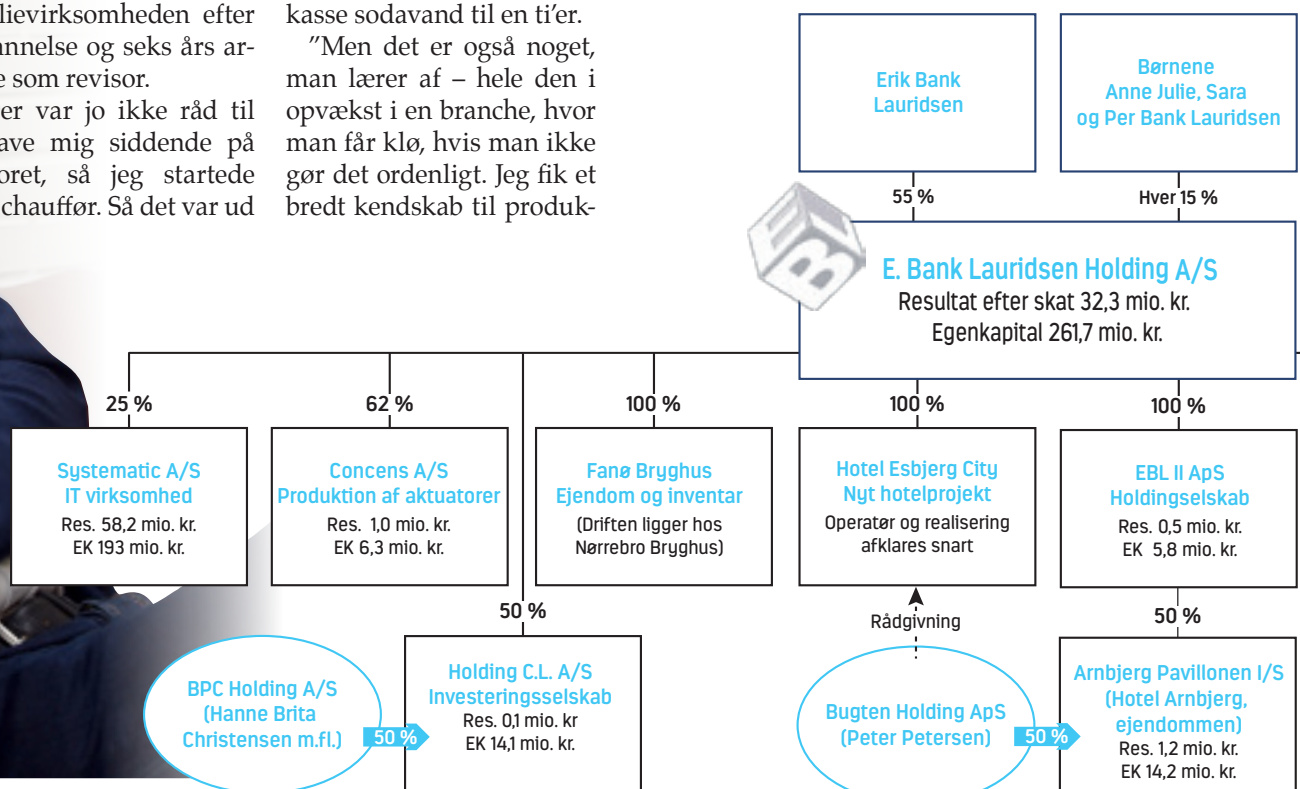 lievirksomheden efter
annelse og seks års ar-
e som revisor.
er var jo ikke råd til
ave mig siddende på
oret, så jeg startede
chauffør. Så det var ud
kasse sodavand til en ti’er.
”Men det er også noget,
man lærer af – hele den i
opvækst i en branche, hvor
man får klø, hvis man ikke
gør det ordenligt. Jeg fik et
bredt kendskab til produk-
Erik Bank
Lauridsen
Børnene
Anne Julie, Sara
og Per Bank Lauridsen
55 %
Hver 15 %
EBL
E. Bank Lauridsen Holding A/S
Resultat efter skat 32,3 mio. kr.
Egenkapital 261,7 mio. kr.
25 %
62 %
100 %
100 %
100 %
Systematic A/S
IT virksomhed
Res. 58,2 mio. kr.
EK 193 mio. kr.
Concens A/S
Produktion af aktuatorer
Res. 1,0 mio. kr.
EK 6,3 mio. kr.
Fanø Bryghus
Ejendom og inventar
(Driften ligger hos
Nørrebro Bryghus)
Hotel Esbjerg City
Nyt hotelprojekt
Operatør og realisering
afklares snart
EBL II ApS
Holdingselskab
Res. 0,5 mio. kr.
EK 5,8 mio. kr.
50 %
Rådgivning
50 %
BPC Holding A/S
(Hanne Brita
Christensen m.fl.)
50 %
Holding C.L. A/S
Investeringsselskab
Res. 0,1 mio. kr
EK 14,1 mio. kr.
Bugten Holding ApS
(Peter Petersen)
50 %
Arnbjerg Pavillonen I/S
(Hotel Arnbjerg,
ejendommen)
Res. 1,2 mio. kr.
EK 14,2 mio. kr.